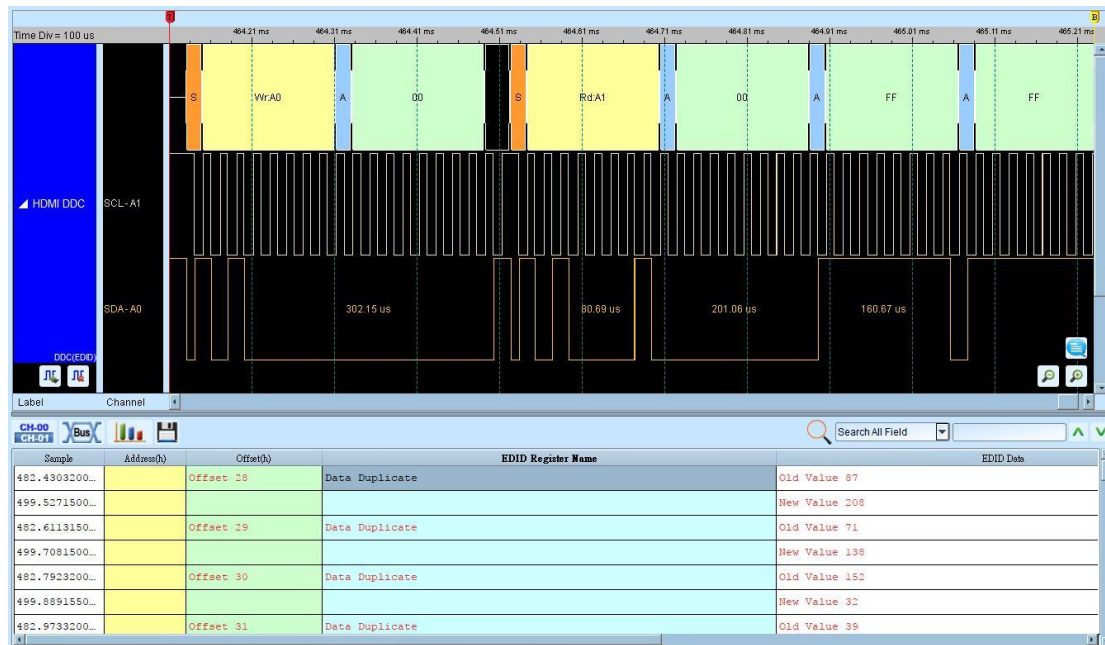 T B
Time Div = 100 us 464.21 ms 464.31 ms 464.41 ms 464.51 ms 464.61 ms 464.71 ms 464.81 ms 464.91 ms 465.01 ms 465.11 ms 465.21 ms
S Wr:A0 A 00 S Rd:A1 A 00 A FF A FF
HDMI DDC SCL-A1
SDA-A0 302.15 us 80.69 us 201.06 us 160.67 us
DDC(EDID)
Label Channel
CH-00
CH-01 Bus Search All Field
Sample Address(h) Offset(h) EDID Register Name EDID Data
482.4303200... Offset 28 Data Duplicate Old Value 87
499.5271500... New Value 208
482.6113150... Offset 29 Data Duplicate Old Value 71
499.7081500... New Value 138
482.7923200... Offset 30 Data Duplicate Old Value 152
499.8891550... New Value 32
482.9733200... Offset 31 Data Duplicate Old Value 39